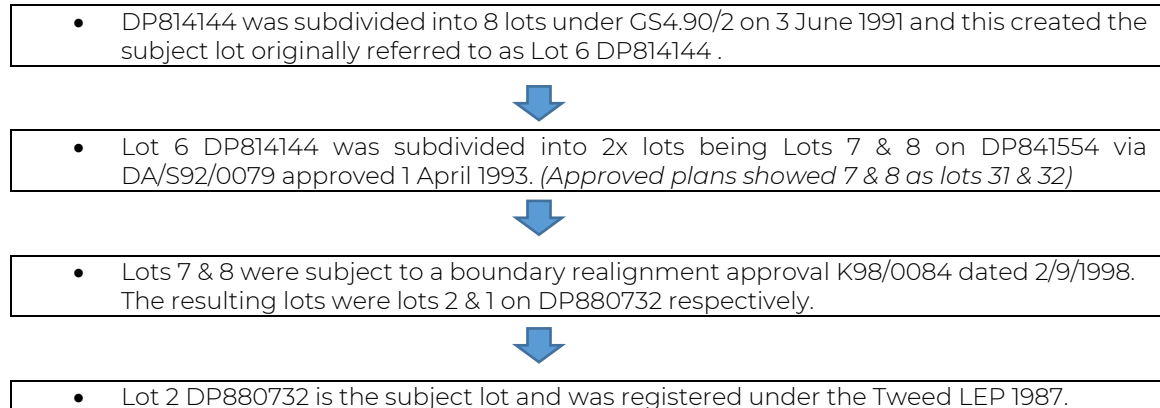 • DP814144 was subdivided into 8 lots under GS4.90/2 on 3 June 1991 and this created the
subject lot originally referred to as Lot 6 DP814144 .
• Lot 6 DP814144 was subdivided into 2x lots being Lots 7 & 8 on DP841554 via
DA/S92/0079 approved 1 April 1993. (Approved plans showed 7 & 8 as lots 31 & 32)
• Lots 7 & 8 were subject to a boundary realignment approval K98/0084 dated 2/9/1998.
The resulting lots were lots 2 & 1 on DP880732 respectively.
• Lot 2 DP880732 is the subject lot and was registered under the Tweed LEP 1987.